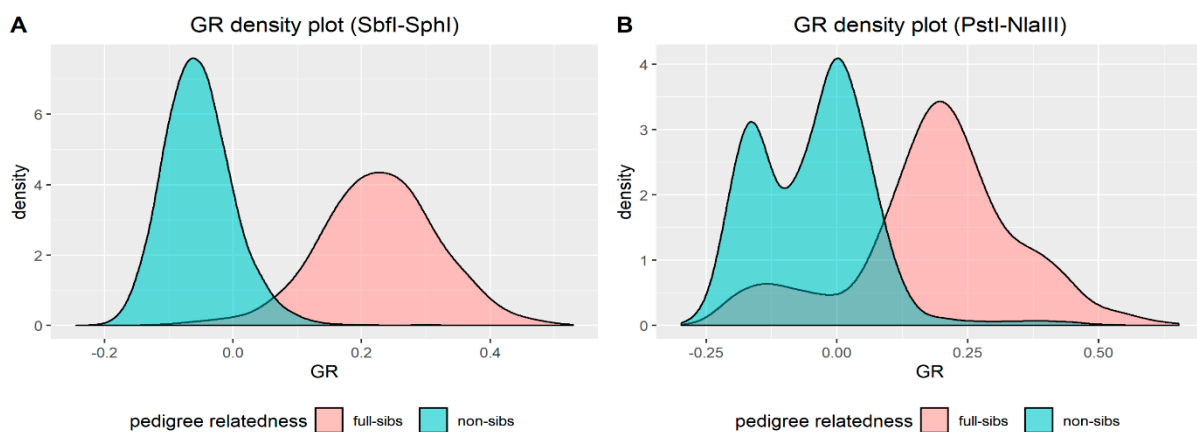 A
GR density plot (SbfI-SphI)
density
6
4
2
0
-0.2
0.0
0.2
0.4
GR
pedigree relatedness full-sibs non-sibs
B
GR density plot (PstI-NlaIII)
density
4
3
2
1
0
-0.25
0.00
0.25
0.50
GR
pedigree relatedness full-sibs non-sibs